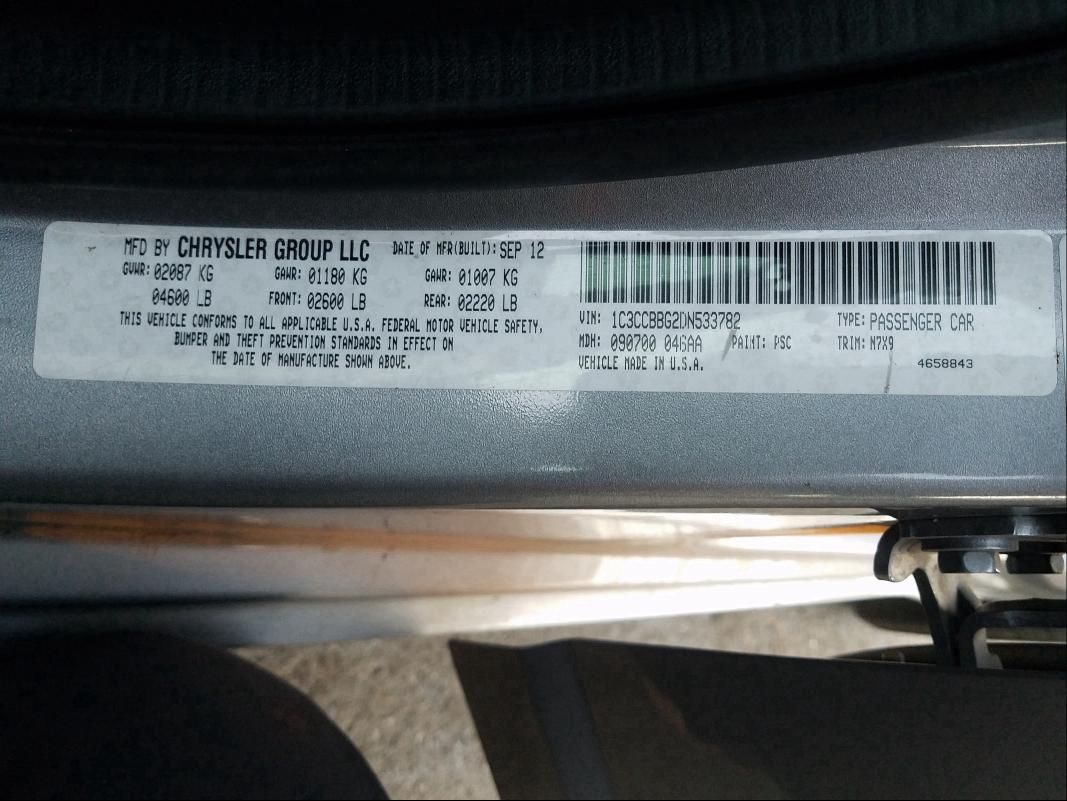 MFD BY CHRYSLER GROUP LLC DATE OF MFR(BUILT): SEP 12
GVWR: 02087 KG GAWR: 01180 KG GAWR: 01007 KG
04600 LB FRONT: 02600 LB REAR: 02220 LB
THIS VEHICLE CONFORMS TO ALL APPLICABLE U.S.A. FEDERAL MOTOR VEHICLE SAFETY,
BUMPER AND THEFT PREVENTION STANDARDS IN EFFECT ON
THE DATE OF MANUFACTURE SHOWN ABOVE.
VIN: 1C3CCBBG2DN533782 TYPE: PASSENGER CAR
MDH: 090700 046AA PAINT: PSC TRIM: N7X9
VEHICLE MADE IN U.S.A. 4658843